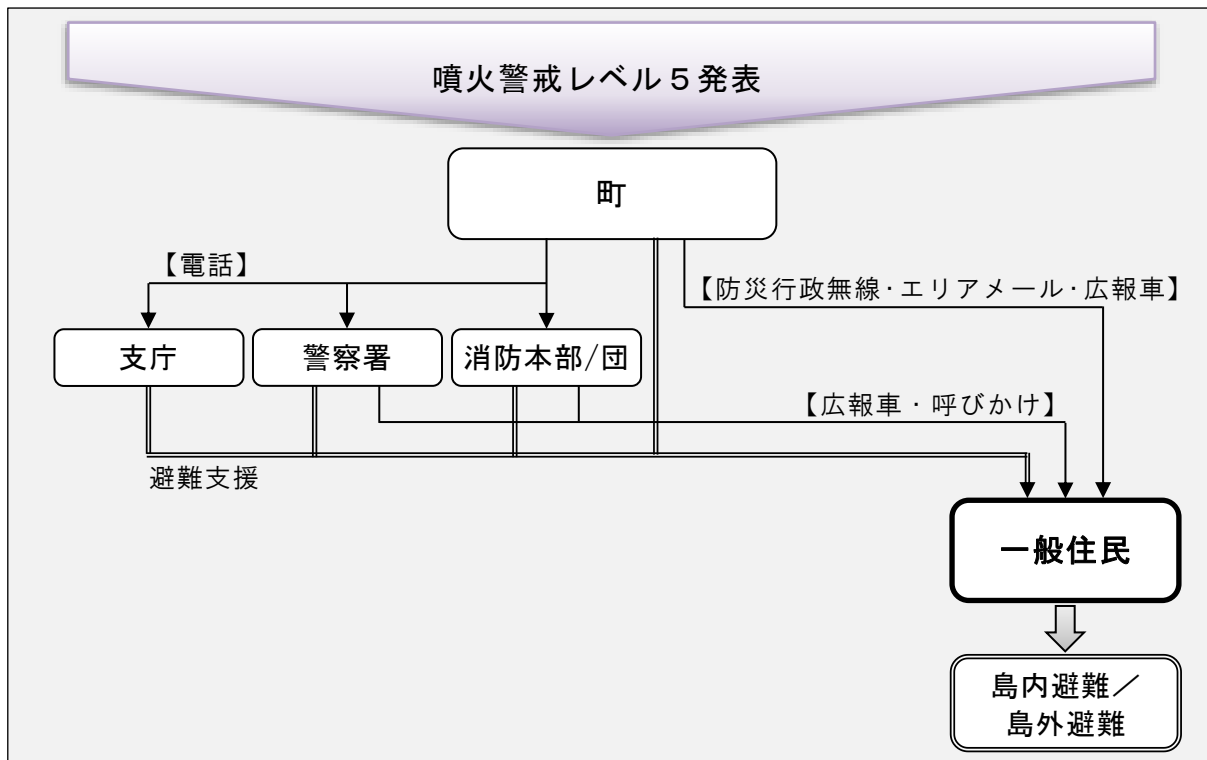 噴火警戒レベル５発表
町
【電話】
【防災行政無線・エリアメール・広報車】
支庁
警察署
消防本部/団
【広報車・呼びかけ】
避難支援
一般住民
島内避難／
島外避難